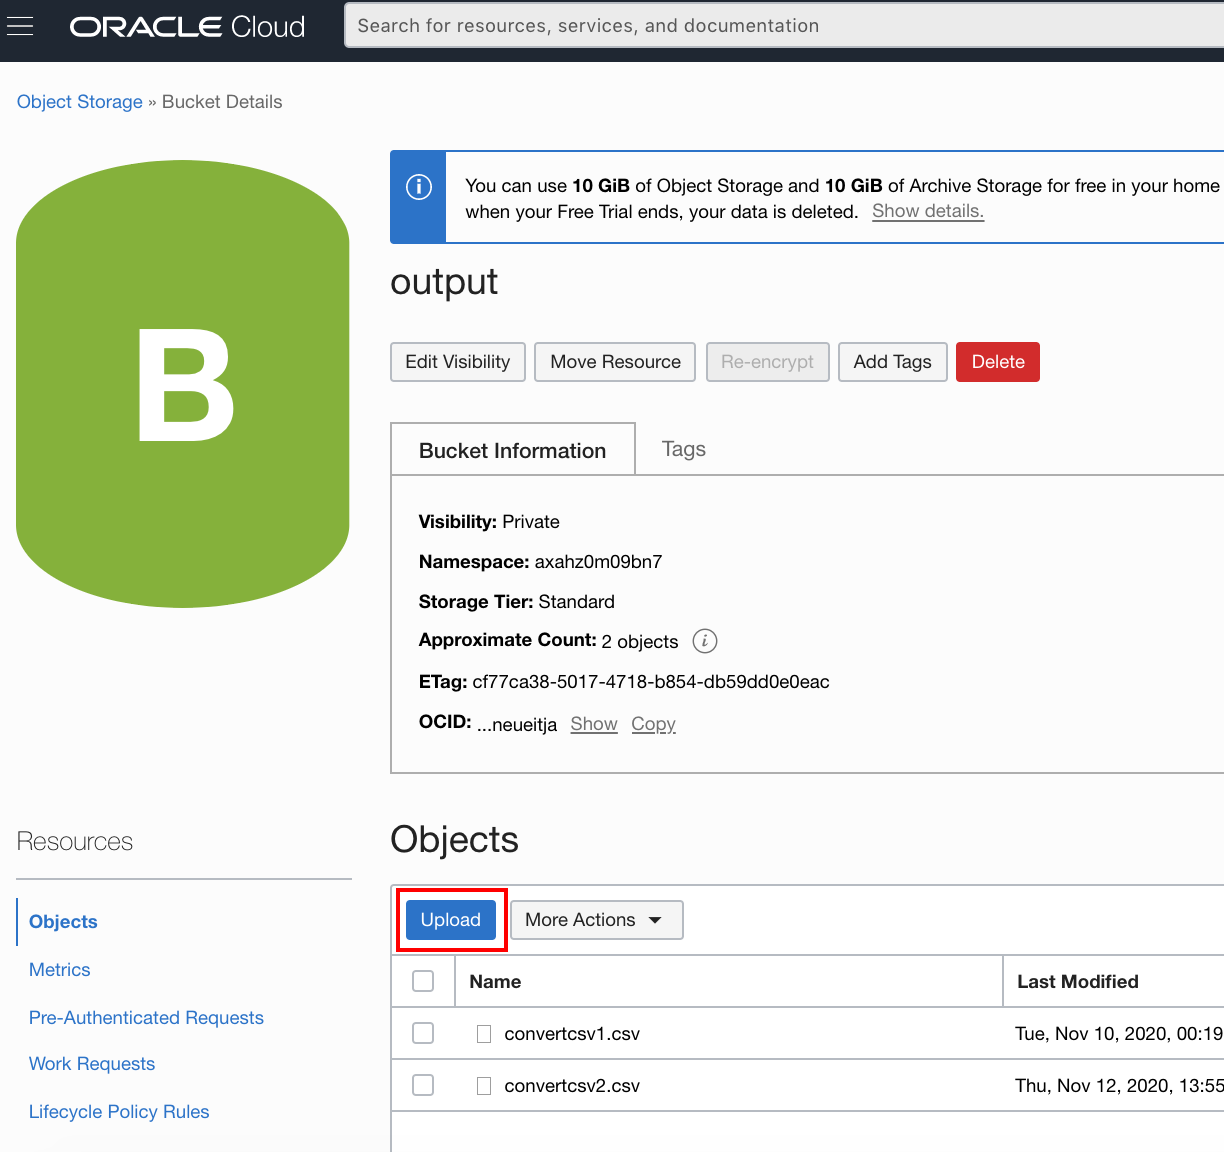 ORACLE Cloud
Search for resources, services, and documentation
Object Storage » Bucket Details
B
You can use 10 GiB of Object Storage and 10 GiB of Archive Storage for free in your home
when your Free Trial ends, your data is deleted. Show details.
output
Edit Visibility
Move Resource
Re-encrypt
Add Tags
Delete
Bucket Information
Tags
Visibility: Private
Namespace: axahz0m09bn7
Storage Tier: Standard
Approximate Count: 2 objects
ETag: cf77ca38-5017-4718-b854-db59dd0e0eac
OCID: ...neueitja Show Copy
Resources
Objects
Metrics
Pre-Authenticated Requests
Work Requests
Lifecycle Policy Rules
Objects
Upload
More Actions
Name
Last Modified
convertcsv1.csv
Tue, Nov 10, 2020, 00:19
convertcsv2.csv
Thu, Nov 12, 2020, 13:55